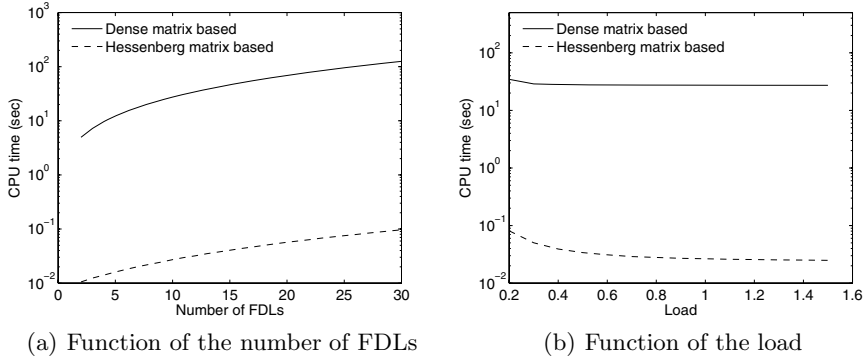 10^3
10^2
10^1
10^0
10^-1
10^-2
CPU time (sec)
Dense matrix based
Hessenberg matrix based
0 5 10 15 20 25 30
Number of FDLs
(a) Function of the number of FDLs
10^2
10^1
10^0
10^-1
10^-2
CPU time (sec)
Dense matrix based
Hessenberg matrix based
0.2 0.4 0.6 0.8 1 1.2 1.4 1.6
Load
(b) Function of the load